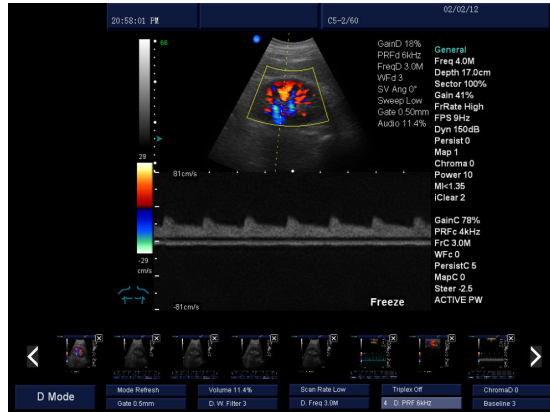 02/02/12
20:58:01 PM
C5-2/60
66
GainD 18%
PRFd 6kHz
FreqD 3.0M
WFd 3
SV Ang 0°
Sweep Low
Gate 0.50mm
Audio 11.4%
General
Freq 4.0M
Depth 17.0cm
Sector 100%
Gain 41%
FrRate High
FPS 9Hz
Dyn 150dB
Persist 0
Map 1
Chroma 0
Power 10
MI<1.35
iClear 2
GainC 78%
PRFc 4kHz
FrC 3.0M
WFc 0
PersistC 5
MapC 0
Steer -2.5
ACTIVE PW
29
-29
cm/s
81cm/s
-81cm/s
Freeze
D Mode
Mode Refresh
Volume 11.4%
Scan Rate Low
Triplex Off
ChromaD 0
Gate 0.5mm
D. W. Filter 3
D. Freq 3.0M
4 D. PRF 6kHz
Baseline 3